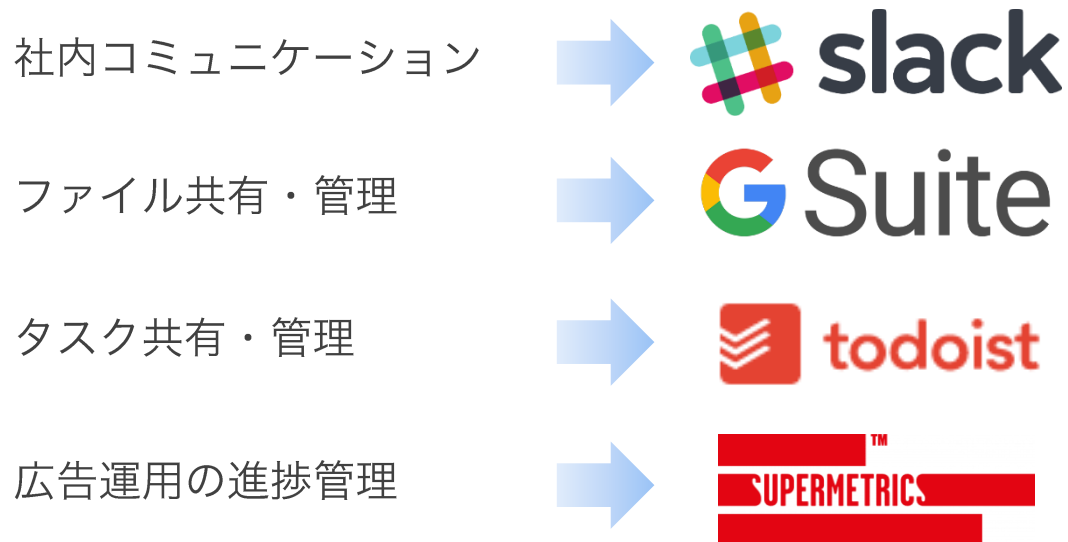 社内コミュニケーション
slack
ファイル共有・管理
G Suite
タスク共有・管理
todoist
広告運用の進捗管理
SUPERMETRICS™